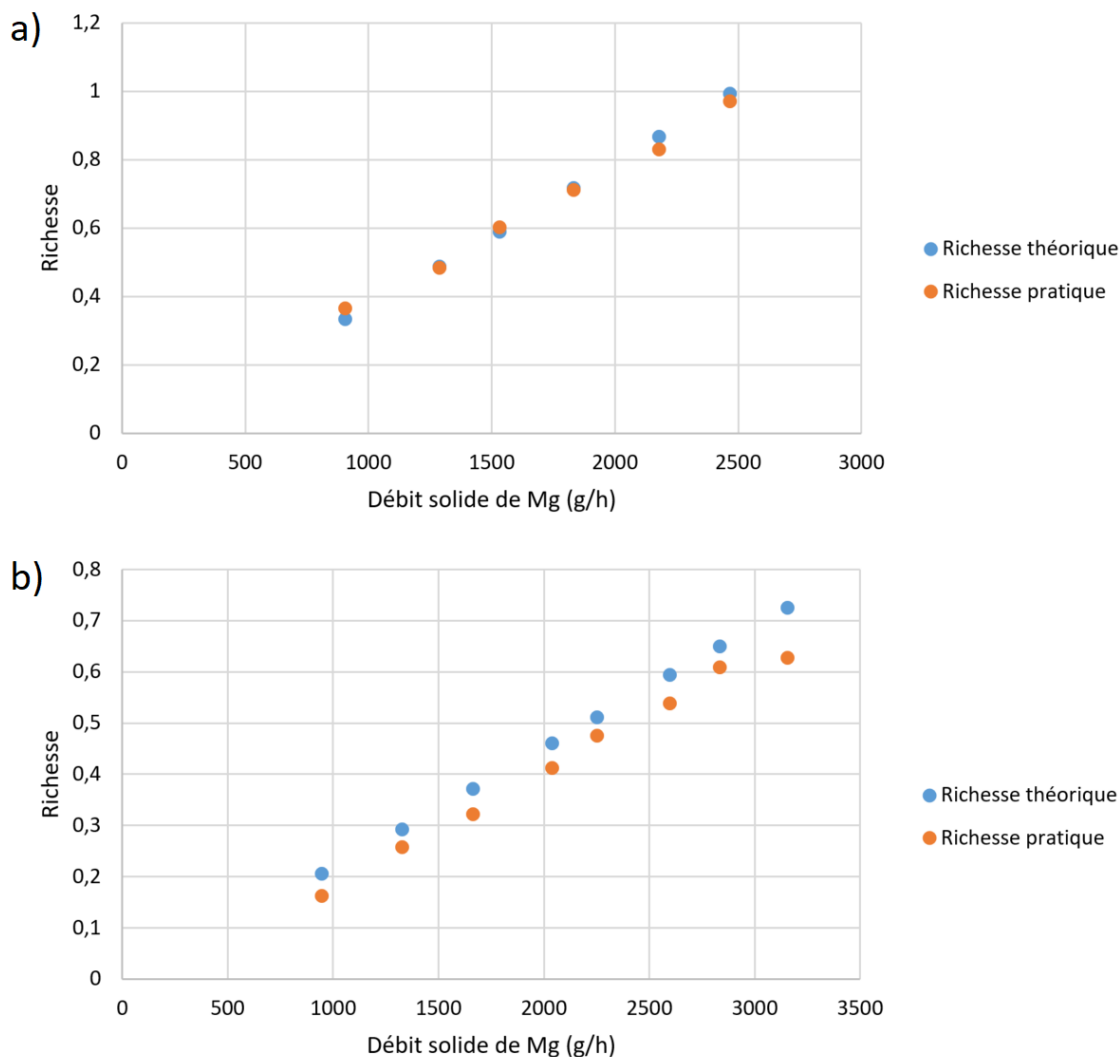 a)
1,2
1
0,8
0,6
0,4
0,2
0
Richesse
0 500 1000 1500 2000 2500 3000
Débit solide de Mg (g/h)
Richesse théorique
Richesse pratique
b)
0,8
0,7
0,6
0,5
0,4
0,3
0,2
0,1
0
Richesse
0 500 1000 1500 2000 2500 3000 3500
Débit solide de Mg (g/h)
Richesse théorique
Richesse pratique